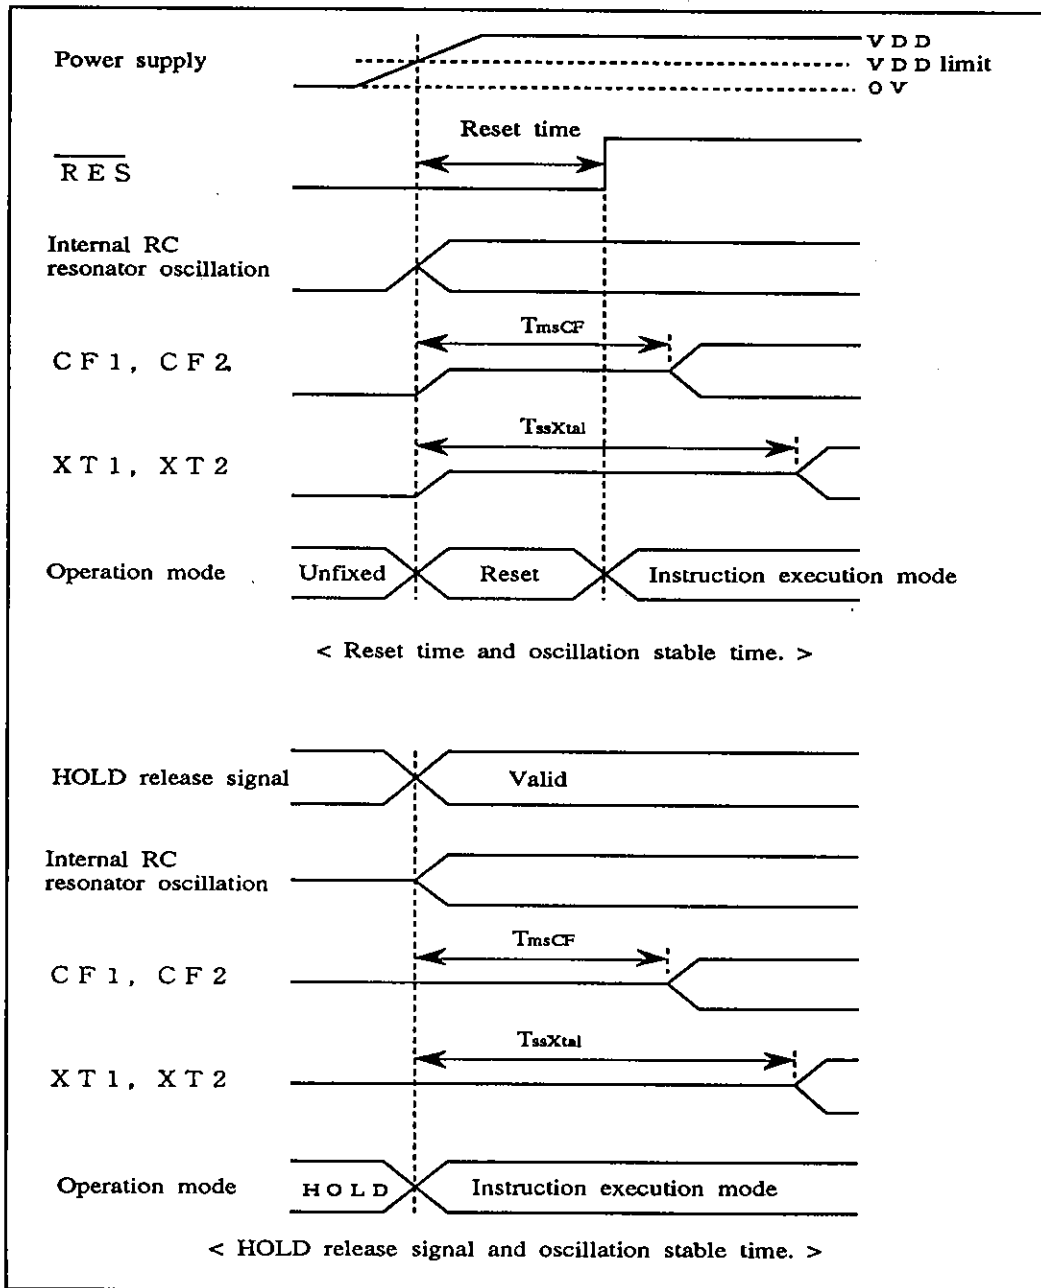 Power supply
VDD
VDD limit
0V
Reset time
RES
Internal RC
resonator oscillation
TmsCF
CF1, CF2.
TssXtal
XT1, XT2
Operation mode Unfixed Reset Instruction execution mode
< Reset time and oscillation stable time. >
HOLD release signal Valid
Internal RC
resonator oscillation
TmsCF
CF1, CF2
TssXtal
XT1, XT2
Operation mode HOLD Instruction execution mode
< HOLD release signal and oscillation stable time. >